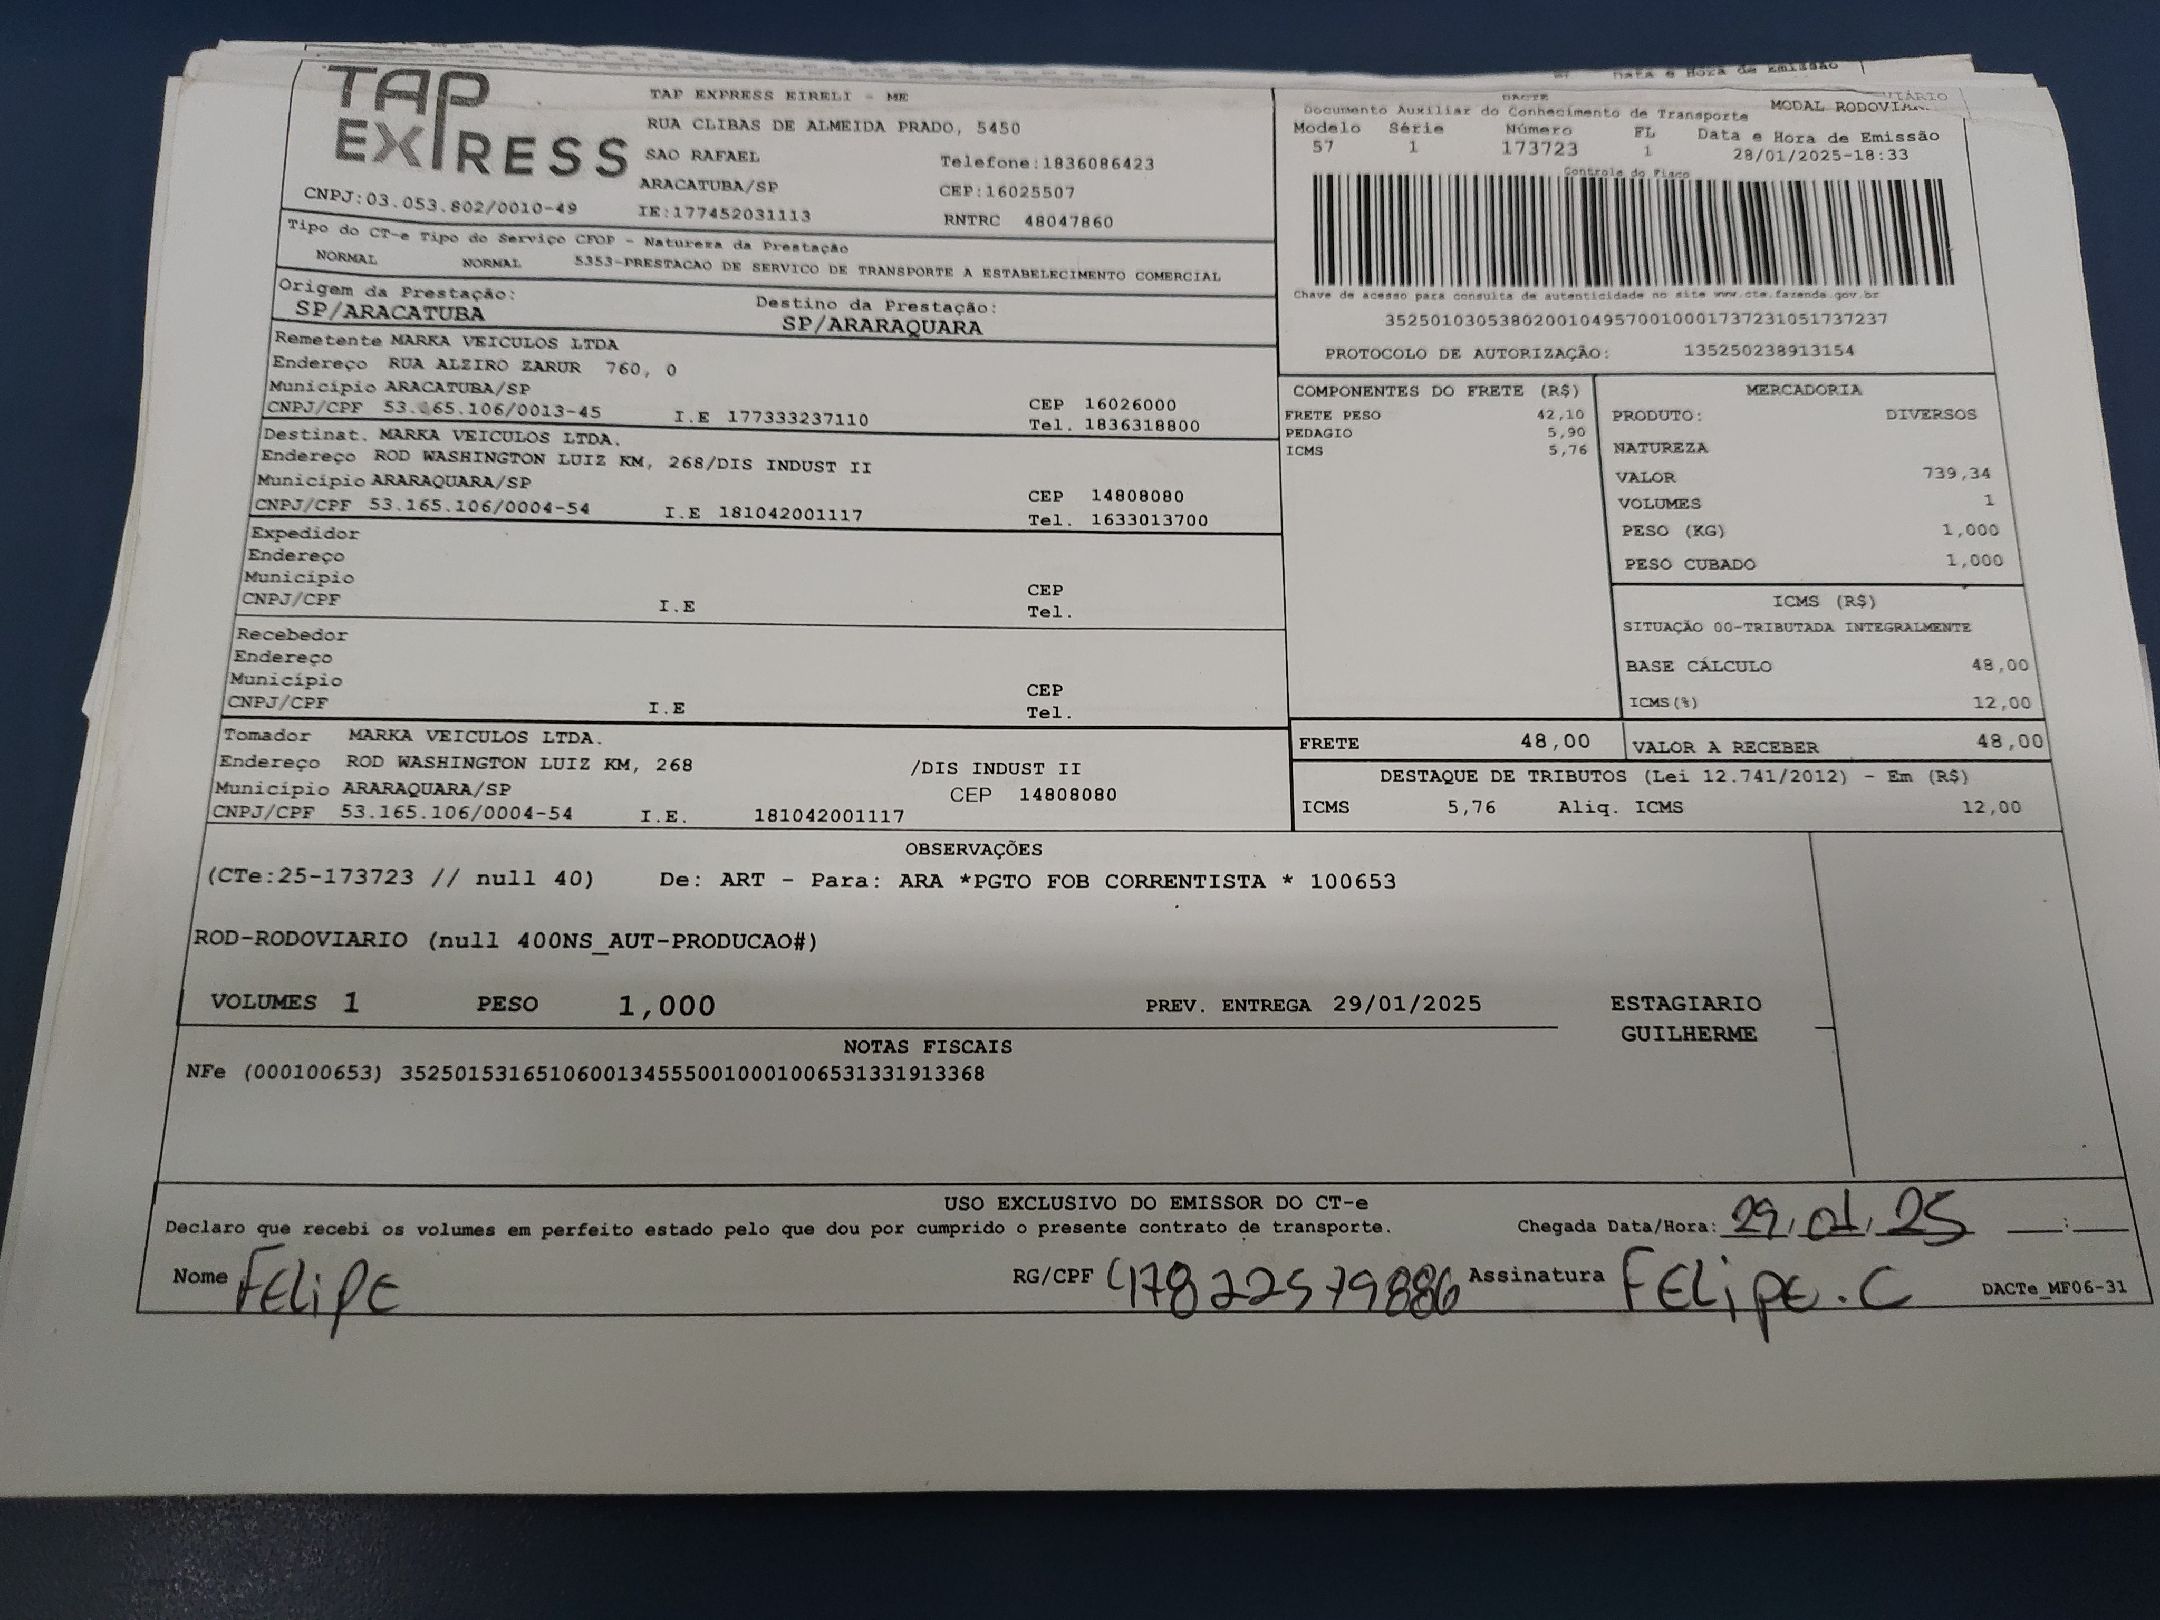 Data e Hora de Emissão
TAP
EXPRESS
TAP EXPRESS EIRELI - ME
RUA CLIBAS DE ALMEIDA PRADO, 5450
SAO RAFAEL
Telefone:1836086423
ARACATUBA/SP
CEP:16025507
CNPJ:03.053.802/0010-49
IE:177452031113
RNTRC 48047860
DACTE
Documento Auxiliar do Conhecimento de Transporte
MODAL RODOVIÁRIO
Modelo Série Número FL Data e Hora de Emissão
57 1 173723 1 28/01/2025-18:33
Controle do Fisco
Chave de acesso para consulta de autenticidade no site www.cte.fazenda.gov.br
35250103053802001049570010001737231051737237
PROTOCOLO DE AUTORIZAÇÃO: 135250238913154
Tipo do CT-e Tipo do Serviço CFOP - Natureza da Prestação
NORMAL NORMAL 5353-PRESTACAO DE SERVICO DE TRANSPORTE A ESTABELECIMENTO COMERCIAL
Origem da Prestação: Destino da Prestação:
SP/ARACATUBA SP/ARARAQUARA
Remetente MARKA VEICULOS LTDA
Endereço RUA ALZIRO ZARUR 760, 0
Município ARACATUBA/SP CEP 16026000
CNPJ/CPF 53.165.106/0013-45 I.E 177333237110 Tel. 1836318800
Destinat. MARKA VEICULOS LTDA.
Endereço ROD WASHINGTON LUIZ KM, 268/DIS INDUST II
Município ARARAQUARA/SP CEP 14808080
CNPJ/CPF 53.165.106/0004-54 I.E 181042001117 Tel. 1633013700
Expedidor
Endereço
Município CEP
CNPJ/CPF I.E Tel.
Recebedor
Endereço
Município CEP
CNPJ/CPF I.E Tel.
Tomador MARKA VEICULOS LTDA.
Endereço ROD WASHINGTON LUIZ KM, 268 /DIS INDUST II
Município ARARAQUARA/SP CEP 14808080
CNPJ/CPF 53.165.106/0004-54 I.E. 181042001117
COMPONENTES DO FRETE (R$)
FRETE PESO 42,10
PEDAGIO 5,90
ICMS 5,76
MERCADORIA
PRODUTO: DIVERSOS
NATUREZA
VALOR 739,34
VOLUMES 1
PESO (KG) 1,000
PESO CUBADO 1,000
ICMS (R$)
SITUAÇÃO 00-TRIBUTADA INTEGRALMENTE
BASE CÁLCULO 48,00
ICMS(%) 12,00
FRETE 48,00 VALOR A RECEBER 48,00
DESTAQUE DE TRIBUTOS (Lei 12.741/2012) - Em (R$)
ICMS 5,76 Aliq. ICMS 12,00
OBSERVAÇÕES
(CTe:25-173723 // null 40) De: ART - Para: ARA *PGTO FOB CORRENTISTA * 100653
ROD-RODOVIARIO (null 400NS_AUT-PRODUCAO#)
VOLUMES 1 PESO 1,000 PREV. ENTREGA 29/01/2025 ESTAGIARIO
GUILHERME
NOTAS FISCAIS
NFe (000100653) 35250153165106001345550010001006531331913368
USO EXCLUSIVO DO EMISSOR DO CT-e
Declaro que recebi os volumes em perfeito estado pelo que dou por cumprido o presente contrato de transporte. Chegada Data/Hora: 29/01/25 __:__
Nome FELiPE RG/CPF 47822579886 Assinatura FELiPE.C DACTe_MF06-31